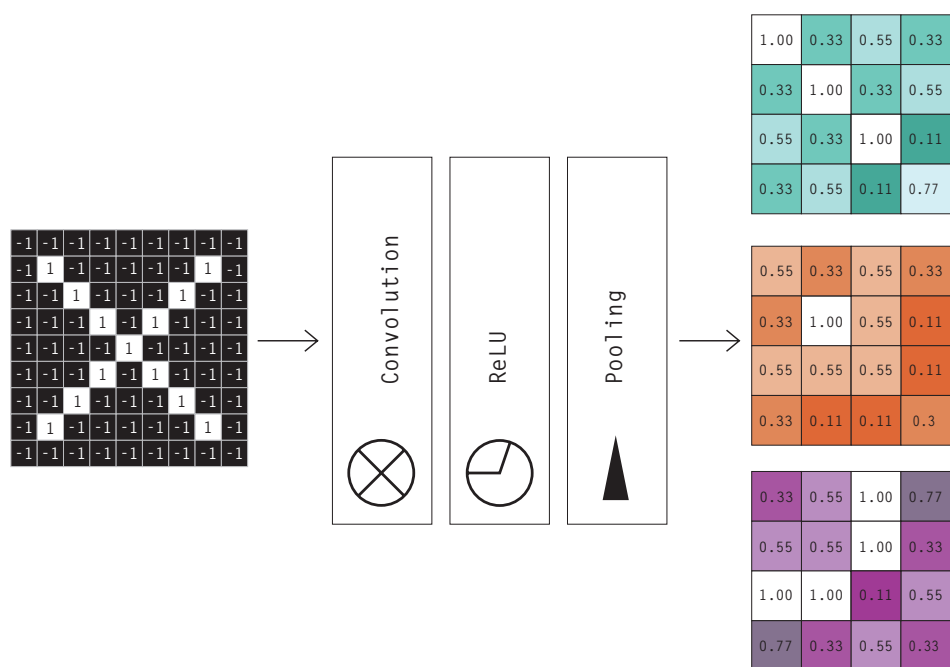 -1 -1 -1 -1 -1 -1 -1 -1 -1
-1 1 -1 -1 -1 -1 -1 1 -1
-1 -1 1 -1 -1 -1 1 -1 -1
-1 -1 -1 1 -1 1 -1 -1 -1
-1 -1 -1 -1 1 -1 -1 -1 -1
-1 -1 -1 1 -1 1 -1 -1 -1
-1 -1 1 -1 -1 -1 1 -1 -1
-1 1 -1 -1 -1 -1 -1 1 -1
-1 -1 -1 -1 -1 -1 -1 -1 -1
Convolution
ReLU
Pooling
1.00 0.33 0.55 0.33
0.33 1.00 0.33 0.55
0.55 0.33 1.00 0.11
0.33 0.55 0.11 0.77
0.55 0.33 0.55 0.33
0.33 1.00 0.55 0.11
0.55 0.55 0.55 0.11
0.33 0.11 0.11 0.3
0.33 0.55 1.00 0.77
0.55 0.55 1.00 0.33
1.00 1.00 0.11 0.55
0.77 0.33 0.55 0.33